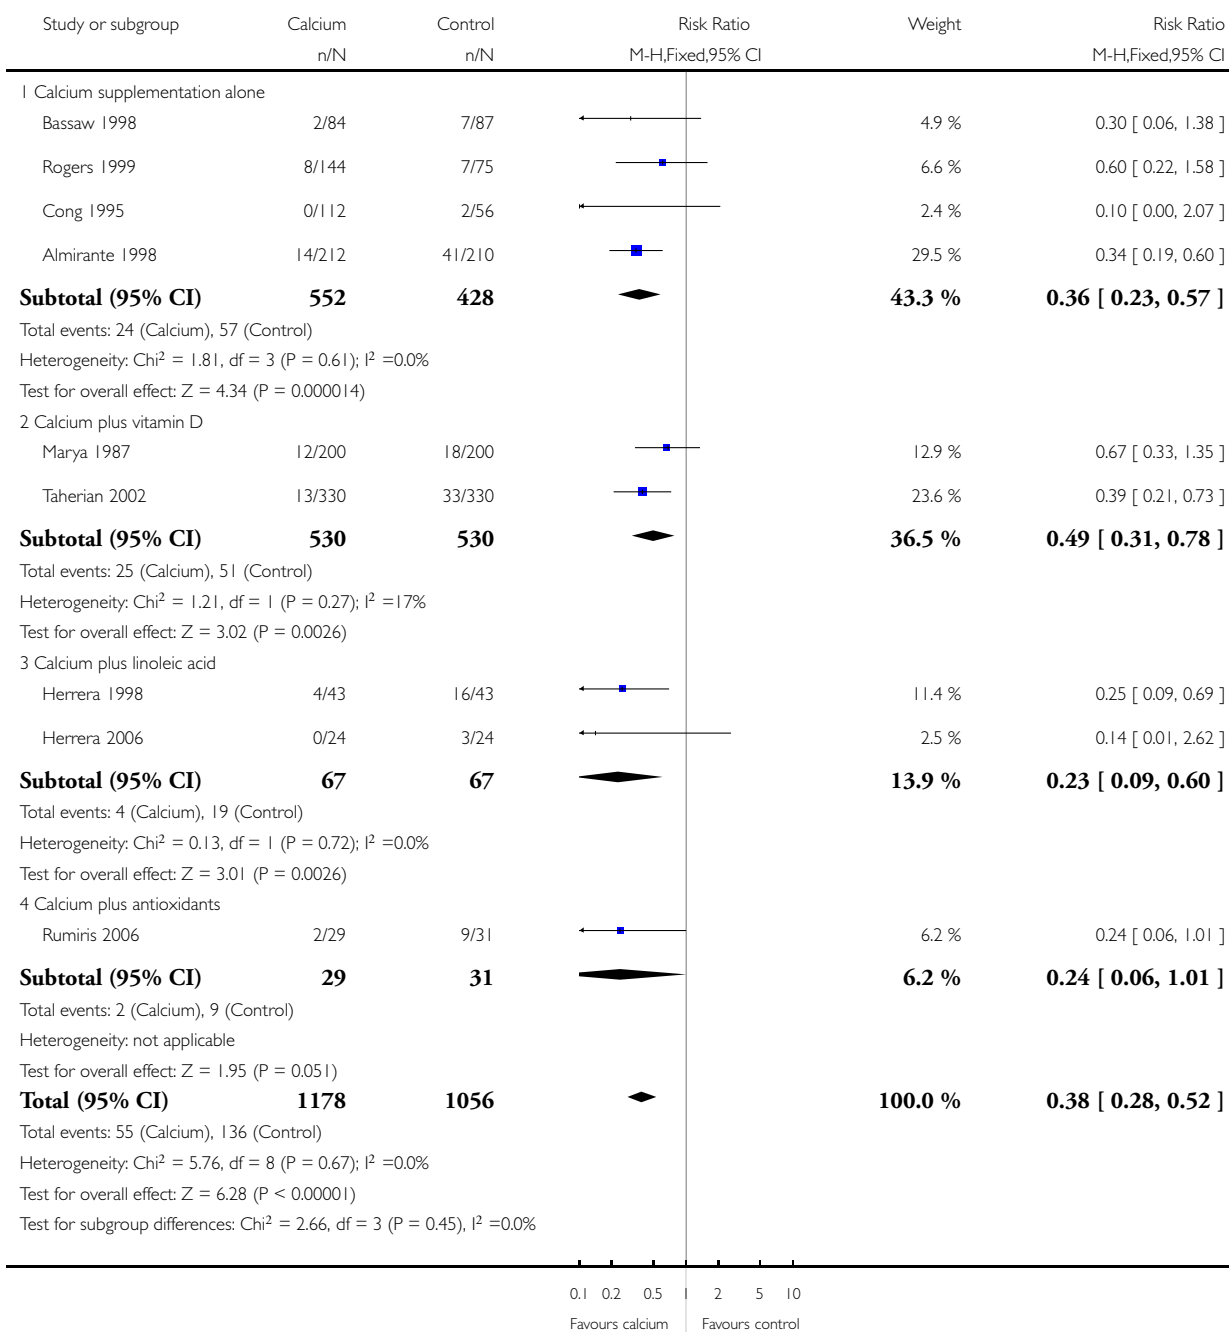 Study or subgroup Calcium Control Risk Ratio Weight Risk Ratio
n/N n/N M-H,Fixed,95% CI M-H,Fixed,95% CI
1 Calcium supplementation alone
Bassaw 1998 2/84 7/87 4.9 % 0.30 [ 0.06, 1.38 ]
Rogers 1999 8/144 7/75 6.6 % 0.60 [ 0.22, 1.58 ]
Cong 1995 0/112 2/56 2.4 % 0.10 [ 0.00, 2.07 ]
Almirante 1998 14/212 41/210 29.5 % 0.34 [ 0.19, 0.60 ]
Subtotal (95% CI) 552 428 43.3 % 0.36 [ 0.23, 0.57 ]
Total events: 24 (Calcium), 57 (Control)
Heterogeneity: Chi² = 1.81, df = 3 (P = 0.61); I² =0.0%
Test for overall effect: Z = 4.34 (P = 0.000014)
2 Calcium plus vitamin D
Marya 1987 12/200 18/200 12.9 % 0.67 [ 0.33, 1.35 ]
Taherian 2002 13/330 33/330 23.6 % 0.39 [ 0.21, 0.73 ]
Subtotal (95% CI) 530 530 36.5 % 0.49 [ 0.31, 0.78 ]
Total events: 25 (Calcium), 51 (Control)
Heterogeneity: Chi² = 1.21, df = 1 (P = 0.27); I² =17%
Test for overall effect: Z = 3.02 (P = 0.0026)
3 Calcium plus linoleic acid
Herrera 1998 4/43 16/43 11.4 % 0.25 [ 0.09, 0.69 ]
Herrera 2006 0/24 3/24 2.5 % 0.14 [ 0.01, 2.62 ]
Subtotal (95% CI) 67 67 13.9 % 0.23 [ 0.09, 0.60 ]
Total events: 4 (Calcium), 19 (Control)
Heterogeneity: Chi² = 0.13, df = 1 (P = 0.72); I² =0.0%
Test for overall effect: Z = 3.01 (P = 0.0026)
4 Calcium plus antioxidants
Rumiris 2006 2/29 9/31 6.2 % 0.24 [ 0.06, 1.01 ]
Subtotal (95% CI) 29 31 6.2 % 0.24 [ 0.06, 1.01 ]
Total events: 2 (Calcium), 9 (Control)
Heterogeneity: not applicable
Test for overall effect: Z = 1.95 (P = 0.051)
Total (95% CI) 1178 1056 100.0 % 0.38 [ 0.28, 0.52 ]
Total events: 55 (Calcium), 136 (Control)
Heterogeneity: Chi² = 5.76, df = 8 (P = 0.67); I² =0.0%
Test for overall effect: Z = 6.28 (P < 0.00001)
Test for subgroup differences: Chi² = 2.66, df = 3 (P = 0.45), I² =0.0%
0.1 0.2 0.5 1 2 5 10
Favours calcium Favours control